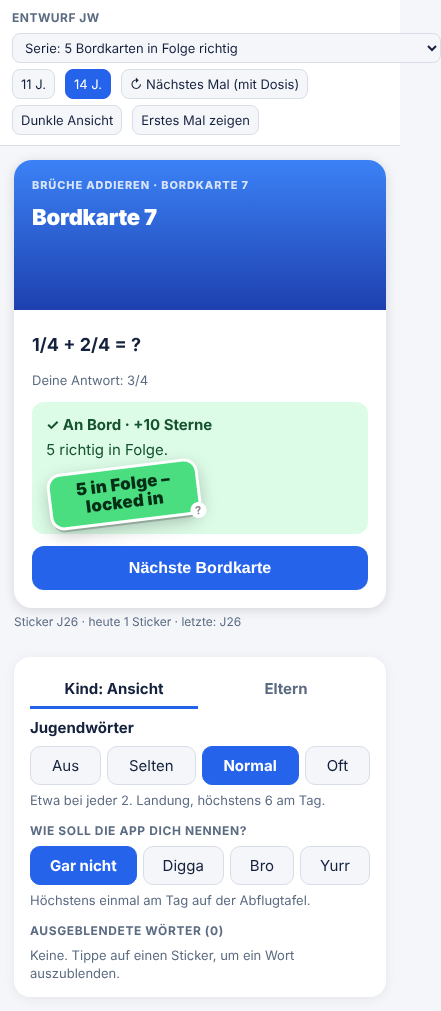 ENTWURF JW
Serie: 5 Bordkarten in Folge richtig
11 J. 14 J. ↻ Nächstes Mal (mit Dosis)
Dunkle Ansicht Erstes Mal zeigen
BRÜCHE ADDIEREN · BORDKARTE 7
Bordkarte 7
1/4 + 2/4 = ?
Deine Antwort: 3/4
✓ An Bord · +10 Sterne
5 richtig in Folge.
5 in Folge –
locked in
?
Nächste Bordkarte
Sticker J26 · heute 1 Sticker · letzte: J26
Kind: Ansicht Eltern
Jugendwörter
Aus Selten Normal Oft
Etwa bei jeder 2. Landung, höchstens 6 am Tag.
WIE SOLL DIE APP DICH NENNEN?
Gar nicht Digga Bro Yurr
Höchstens einmal am Tag auf der Abflugtafel.
AUSGEBLENDETE WÖRTER (0)
Keine. Tippe auf einen Sticker, um ein Wort
auszublenden.